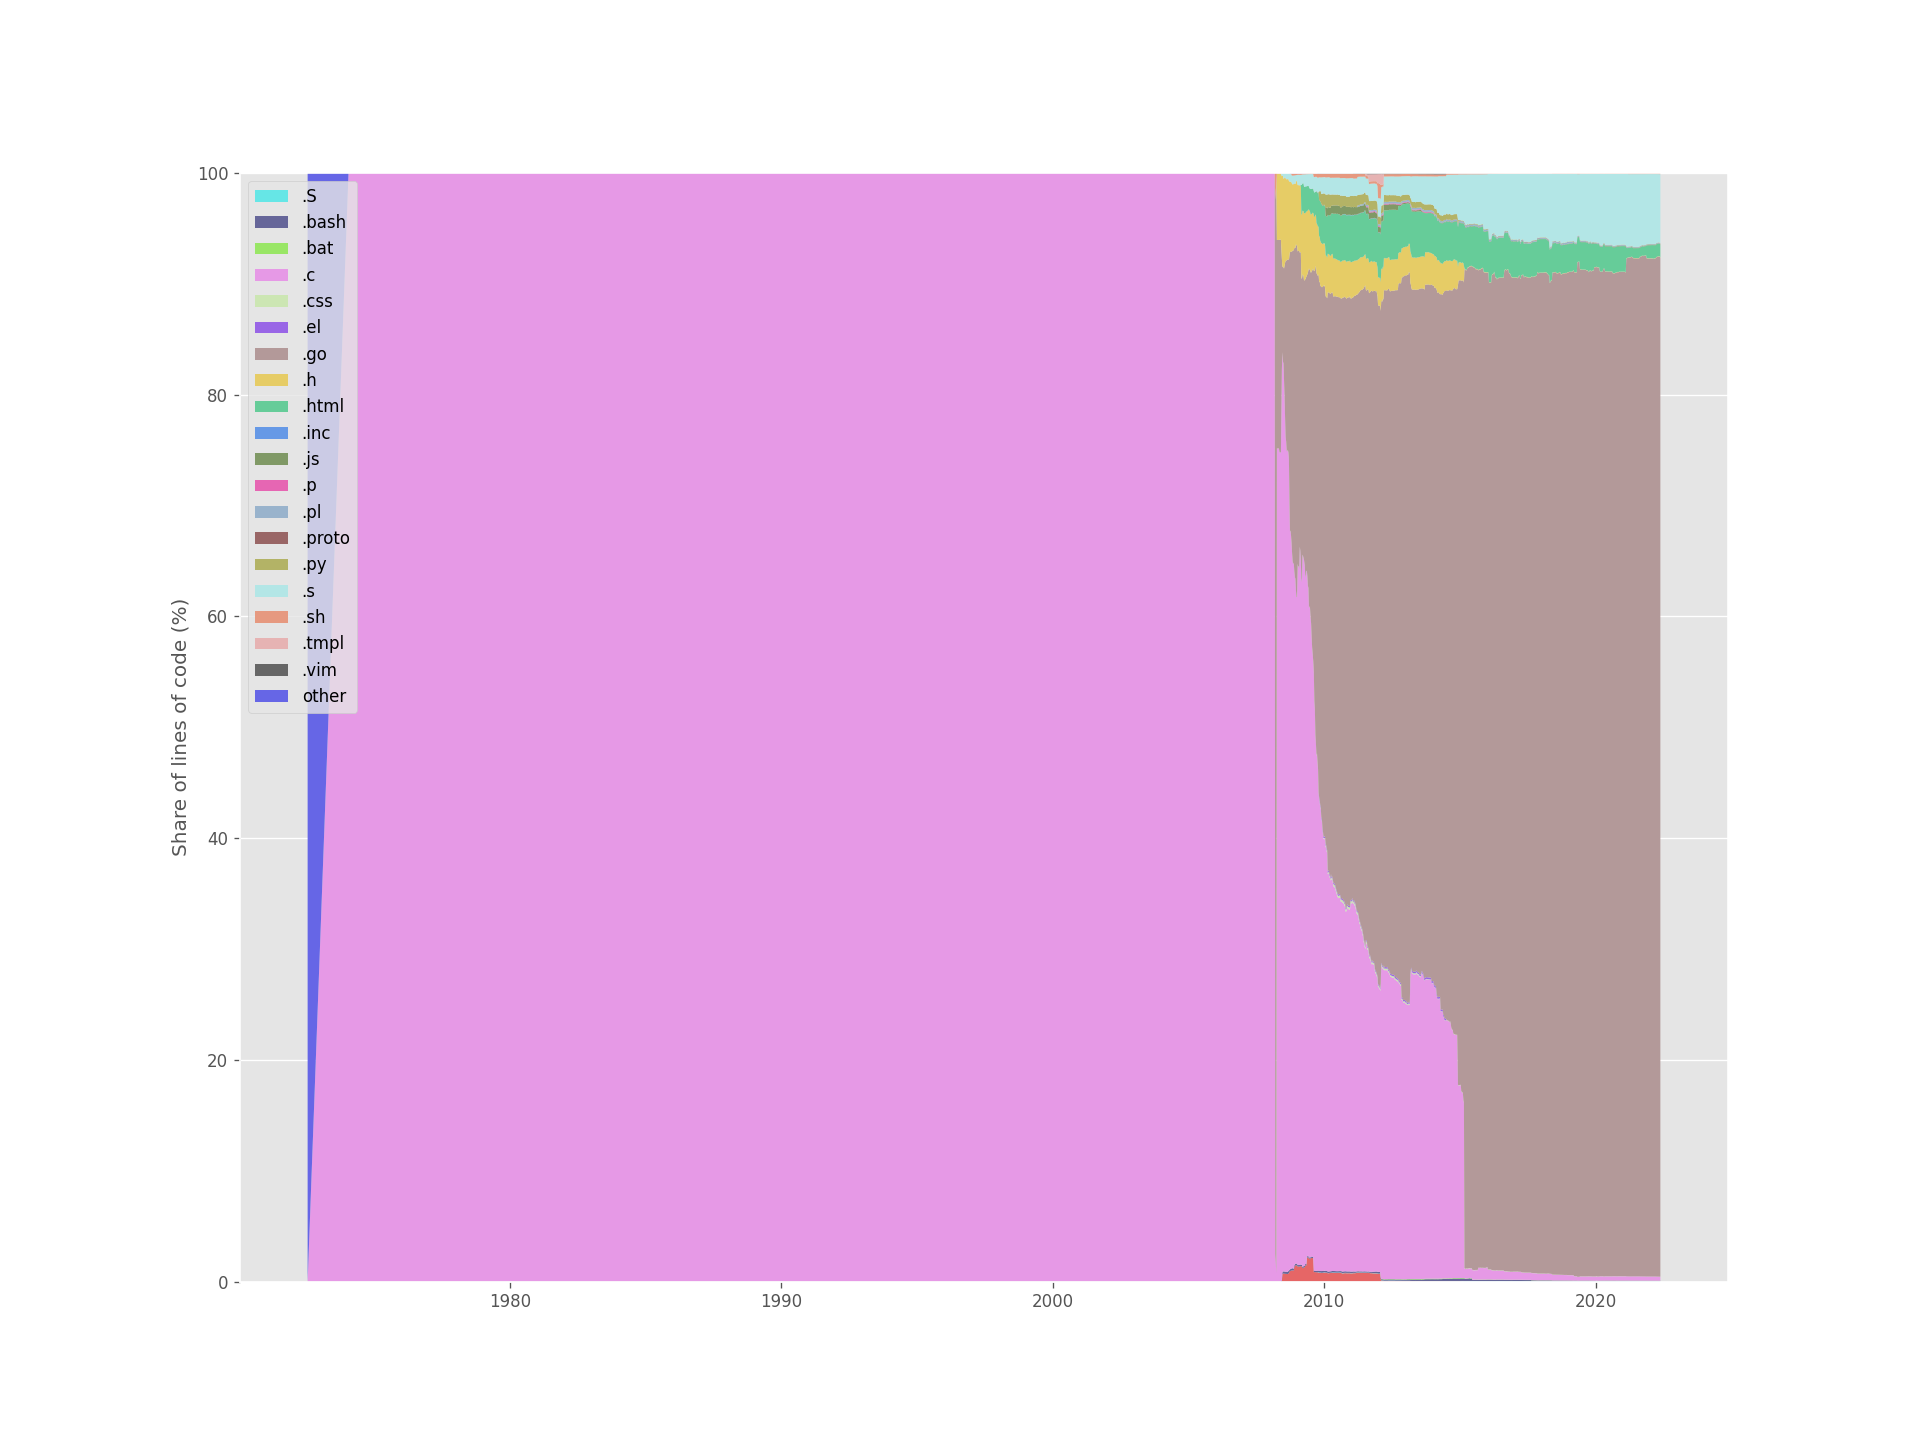 Share of lines of code (%)
100
80
60
40
20
0
.S
.bash
.bat
.c
.css
.el
.go
.h
.html
.inc
.js
.p
.pl
.proto
.py
.s
.sh
.tmpl
.vim
other
1980 1990 2000 2010 2020